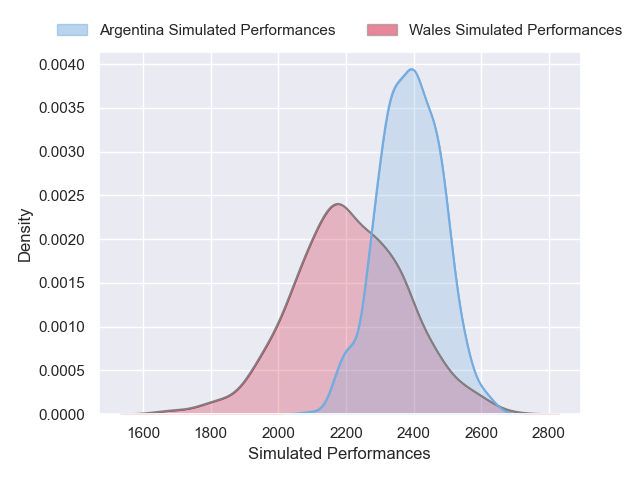 Argentina Simulated Performances
Wales Simulated Performances
0.0040
0.0035
0.0030
0.0025
0.0020
0.0015
0.0010
0.0005
0.0000
Density
1600 1800 2000 2200 2400 2600 2800
Simulated Performances